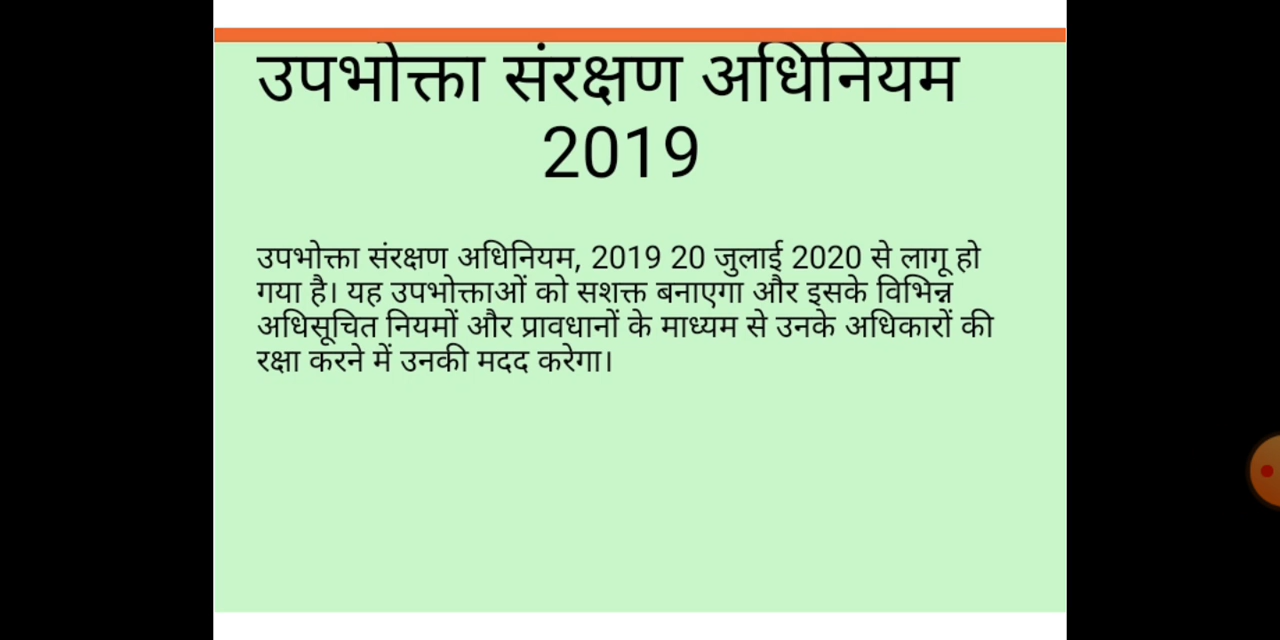 उपभोक्ता संरक्षण अधिनियम
2019
उपभोक्ता संरक्षण अधिनियम, 2019 20 जुलाई 2020 से लागू हो
गया है। यह उपभोक्ताओं को सशक्त बनाएगा और इसके विभिन्न
अधिसूचित नियमों और प्रावधानों के माध्यम से उनके अधिकारों की
रक्षा करने में उनकी मदद करेगा।